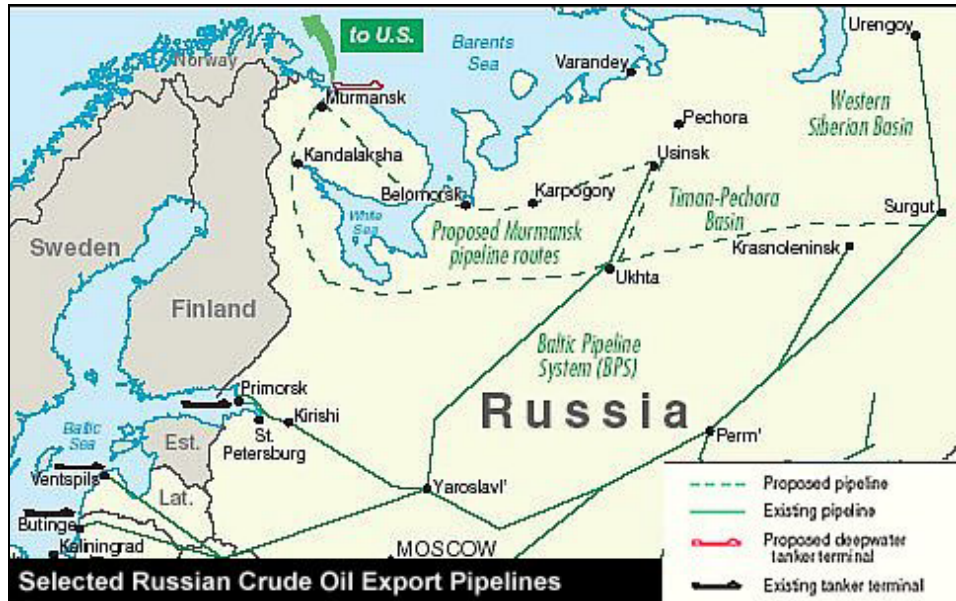 to U.S.
Barents
Sea
Urengoy
Norway
Varandey
Murmansk
Western
Siberian Basin
Pechora
Kandalaksha
Usinsk
Belomorsk
Karpogory
Timan-Pechora
Basin
White
Sea
Surgut
Proposed Murmansk
pipeline routes
Krasnoleninsk
Sweden
Ukhta
Finland
Baltic Pipeline
System (BPS)
Primorsk
Russia
Kirishi
Baltic
Sea
St.
Petersburg
Est.
Perm'
Ventspils
Lat.
Yaroslavl'
Butinge
Kaliningrad
MOSCOW
Proposed pipeline
Existing pipeline
Proposed deepwater
tanker terminal
Existing tanker terminal
Selected Russian Crude Oil Export Pipelines